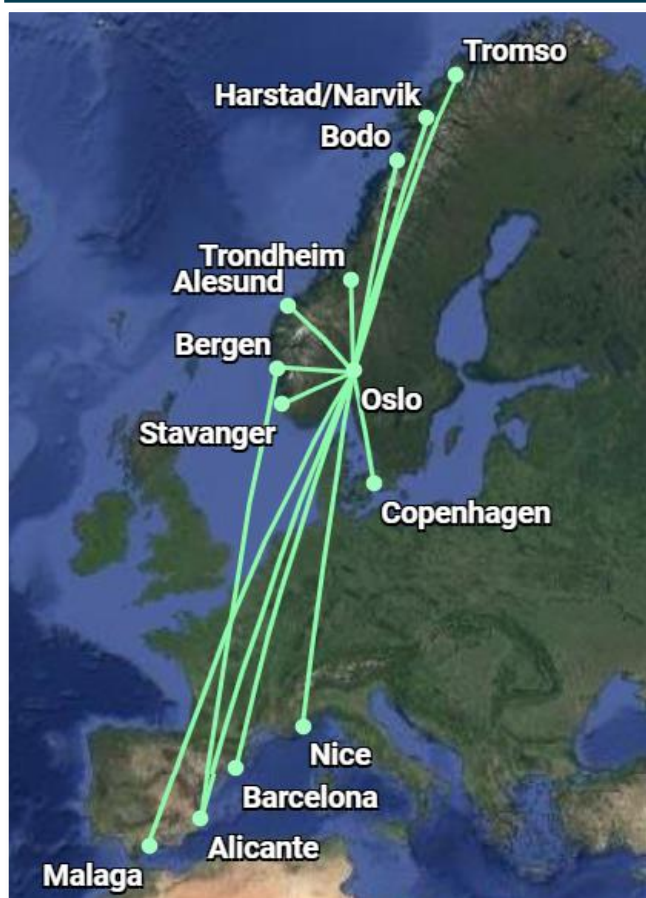 Tromso
Harstad/Narvik
Bodo
Trondheim
Alesund
Bergen
Oslo
Stavanger
Copenhagen
Nice
Barcelona
Alicante
Malaga